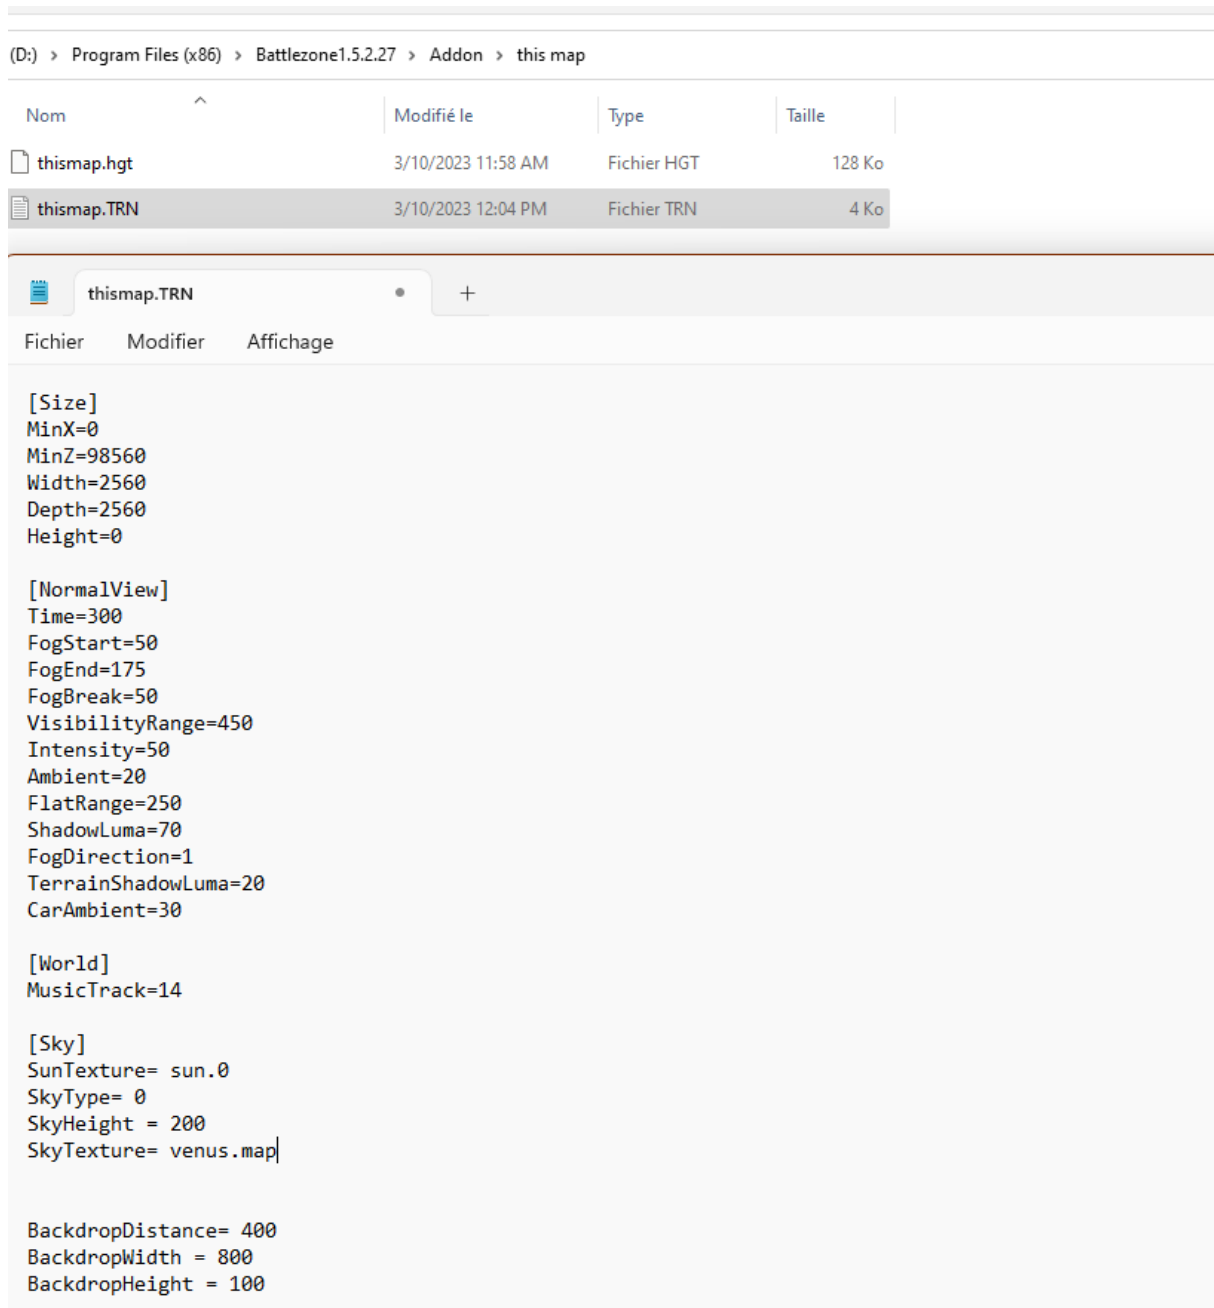 (D:) > Program Files (x86) > Battlezone1.5.2.27 > Addon > this map
Nom Modifié le Type Taille
thismap.hgt 3/10/2023 11:58 AM Fichier HGT 128 Ko
thismap.TRN 3/10/2023 12:04 PM Fichier TRN 4 Ko
thismap.TRN
Fichier Modifier Affichage
[Size]
MinX=0
MinZ=98560
Width=2560
Depth=2560
Height=0
[NormalView]
Time=300
FogStart=50
FogEnd=175
FogBreak=50
VisibilityRange=450
Intensity=50
Ambient=20
FlatRange=250
ShadowLuma=70
FogDirection=1
TerrainShadowLuma=20
CarAmbient=30
[World]
MusicTrack=14
[Sky]
SunTexture= sun.0
SkyType= 0
SkyHeight = 200
SkyTexture= venus.map
BackdropDistance= 400
BackdropWidth = 800
BackdropHeight = 100